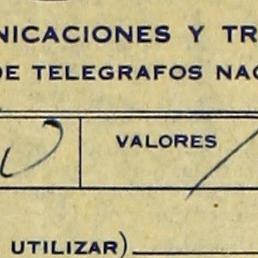 NICACIONES Y TR
DE TELEGRAFOS NAC
VALORES
UTILIZAR)